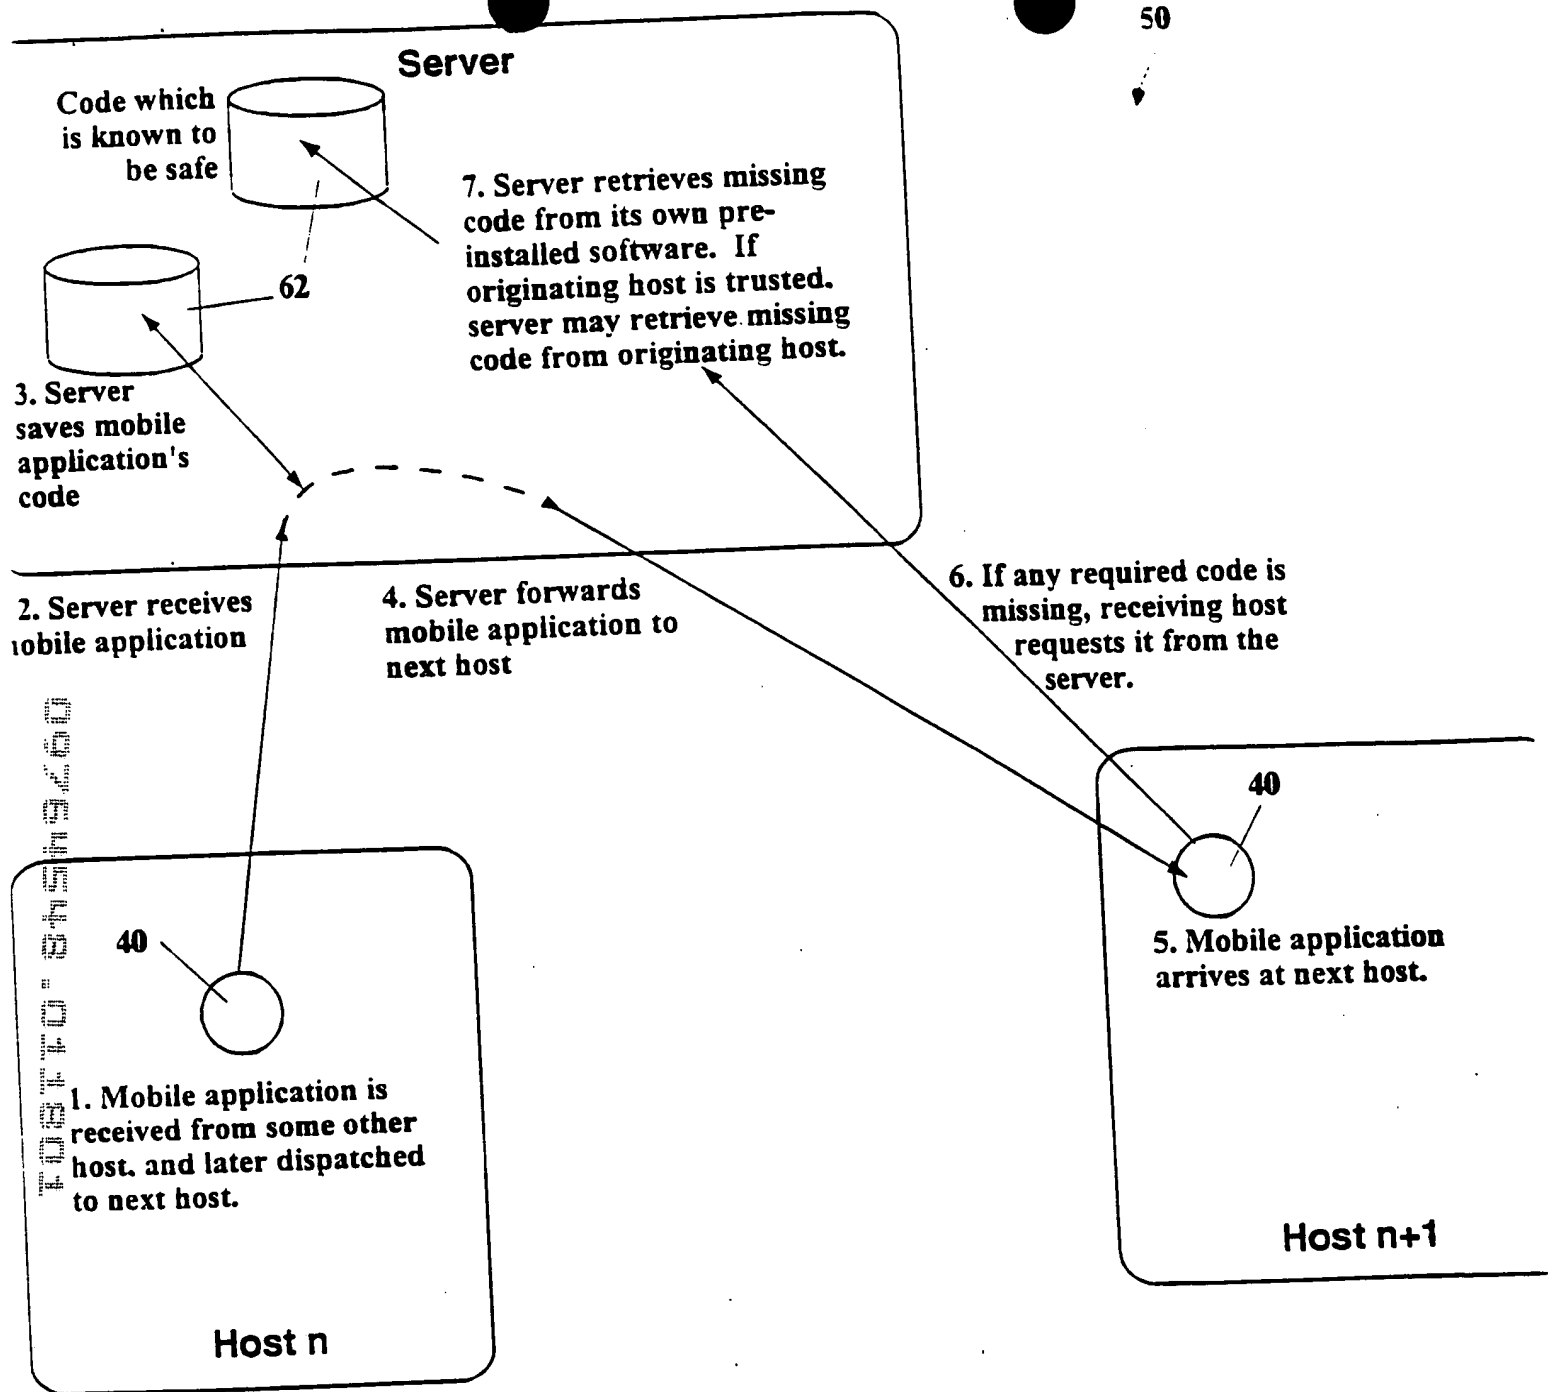 50
Server
Code which
is known to
be safe
7. Server retrieves missing
code from its own pre-
installed software. If
originating host is trusted.
server may retrieve missing
code from originating host.
62
3. Server
saves mobile
application's
code
2. Server receives
application
4. Server forwards
mobile application to
next host
6. If any required code is
missing, receiving host
requests it from the
server.
40
5. Mobile application
arrives at next host.
Host n+1
40
1. Mobile application is
received from some other
host. and later dispatched
to next host.
Host n